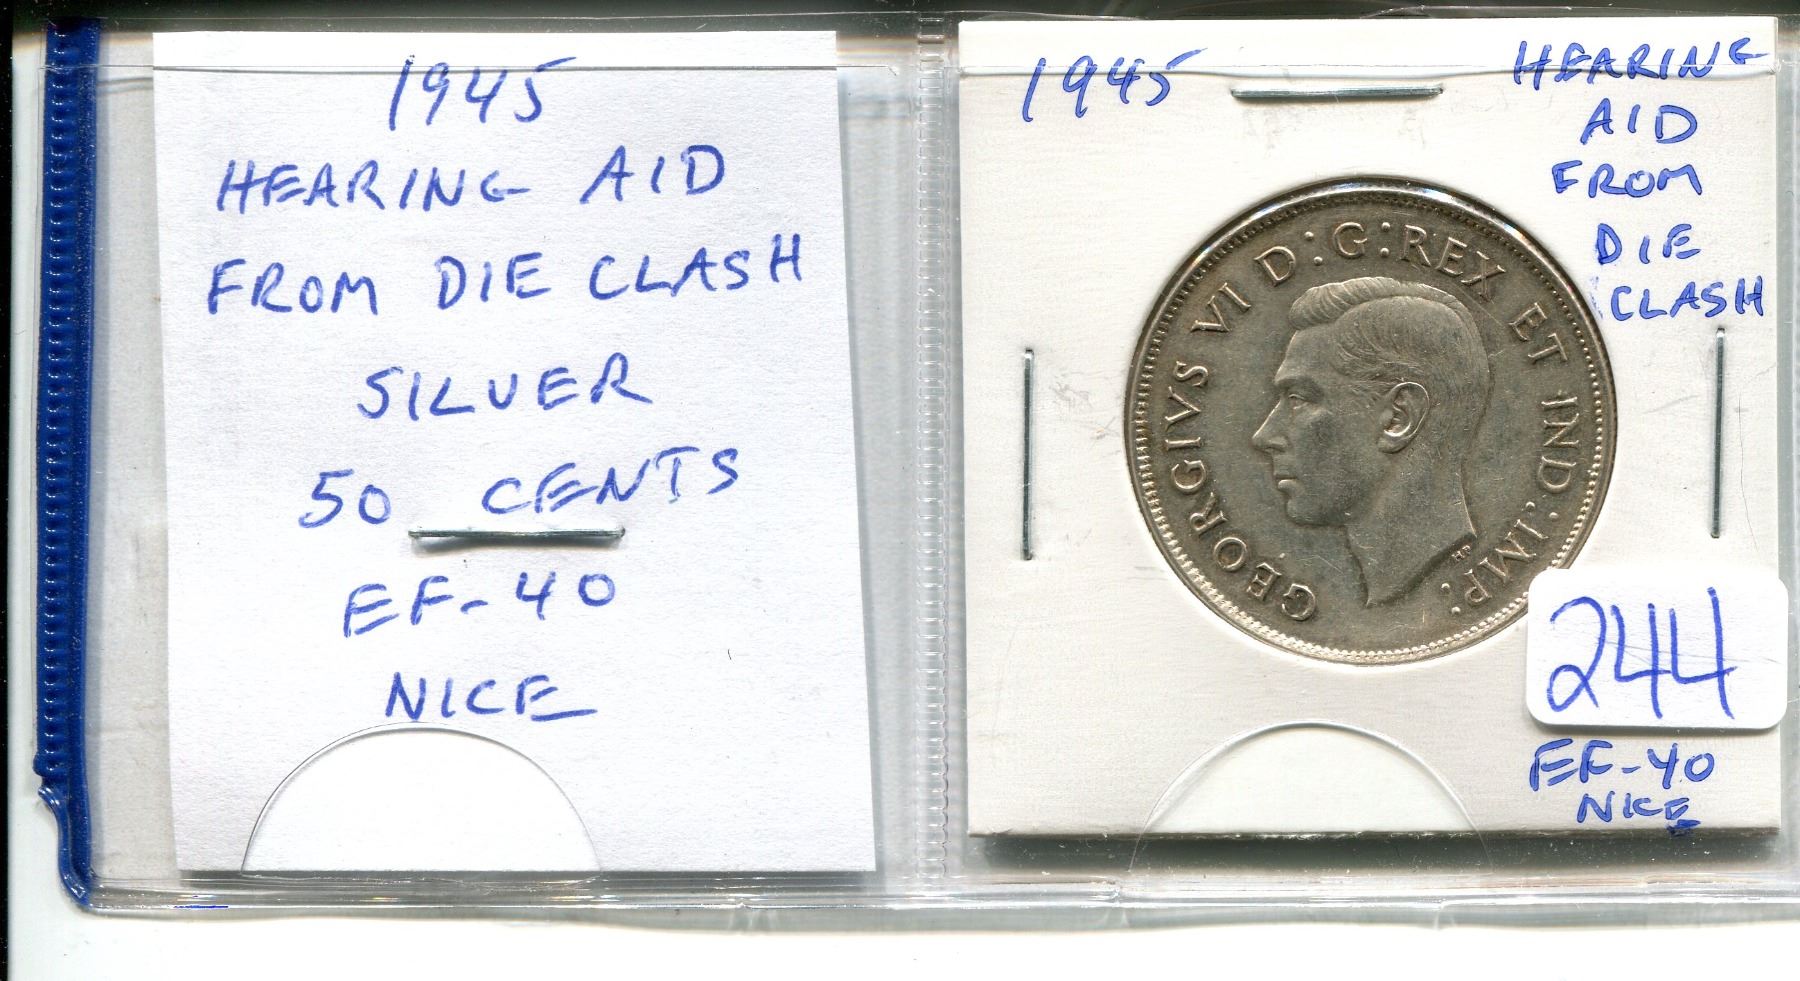 1945
HEARING AID
FROM DIE CLASH
SILVER
50 CENTS
EF-40
NICE
1945
HEARING
AID
FROM
DIE
CLASH
GEORGIVS VI D:G:REX ET IND:IMP:
HP
244
EF-40
NICE